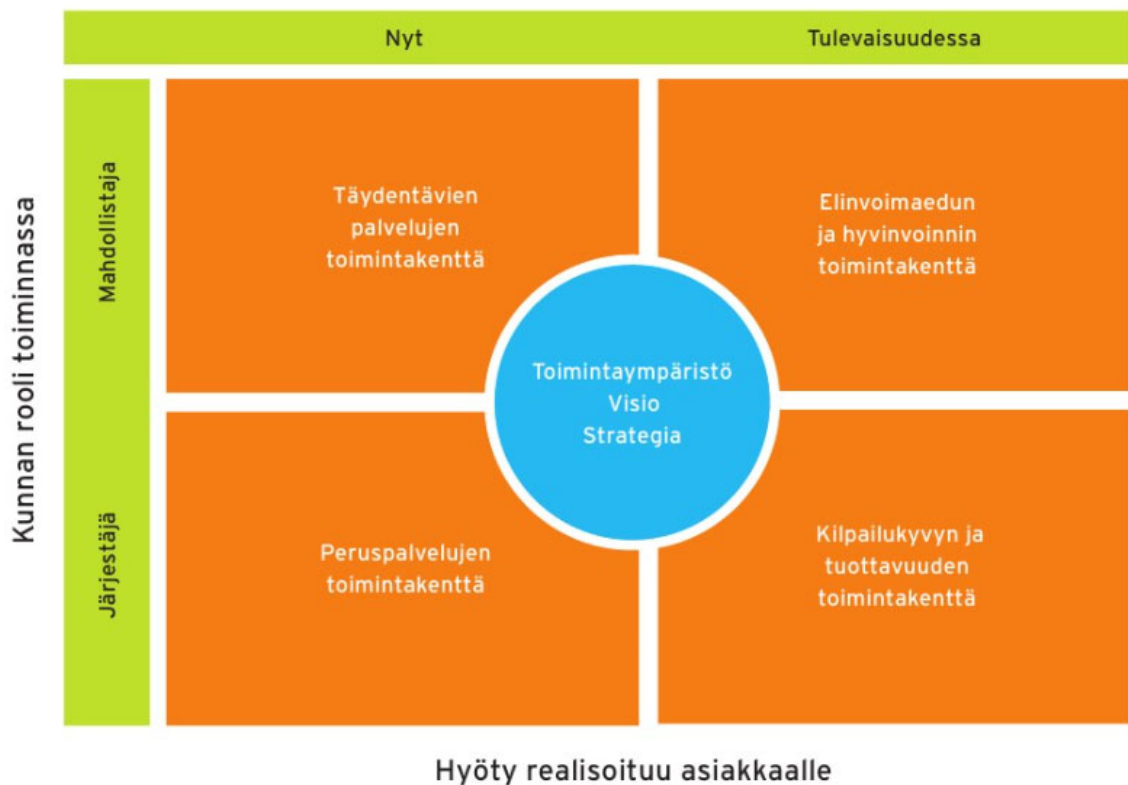 Nyt
Tulevaisuudessa
Kunnan rooli toiminnassa
Mahdollistaja
Järjestäjä
Täydentävien
palvelujen
toimintakenttä
Elinvoimaedun
ja hyvinvoinnin
toimintakenttä
Toimintaympäristö
Visio
Strategia
Peruspalvelujen
toimintakenttä
Kilpailukyvyn ja
tuottavuuden
toimintakenttä
Hyöty realisoituu asiakkaalle